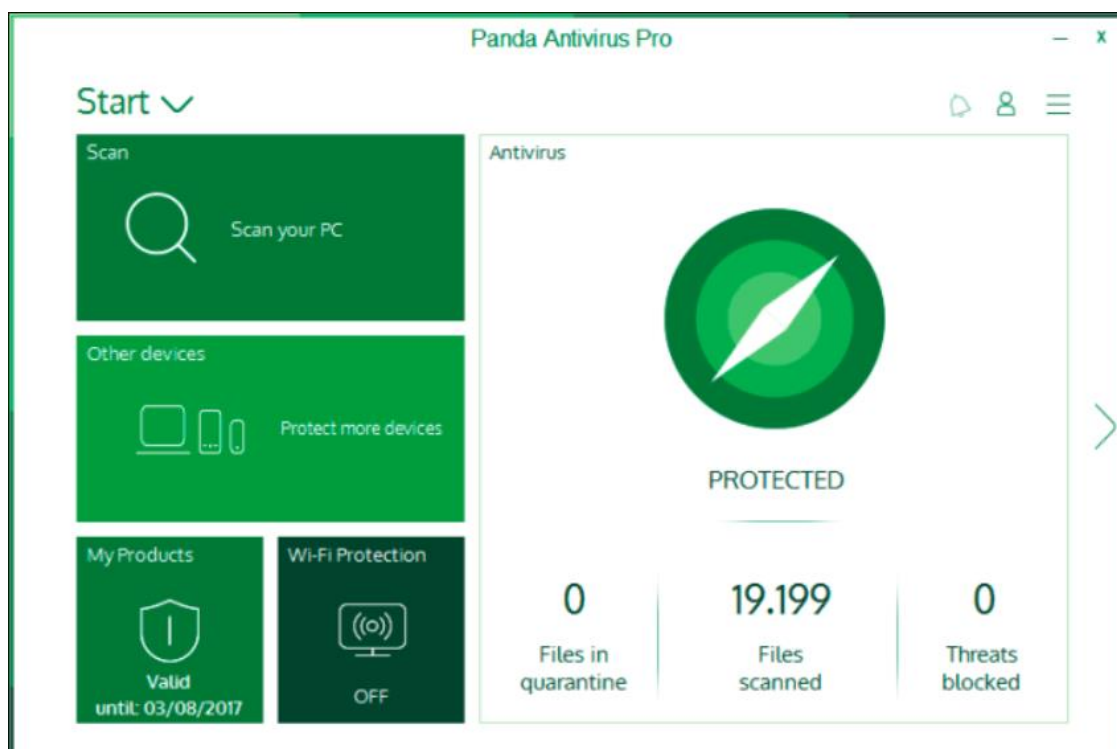 Panda Antivirus Pro
Start
Scan
Scan your PC
Other devices
Protect more devices
My Products
Valid
until: 03/08/2017
Wi-Fi Protection
OFF
Antivirus
PROTECTED
0
Files in
quarantine
19.199
Files
scanned
0
Threats
blocked